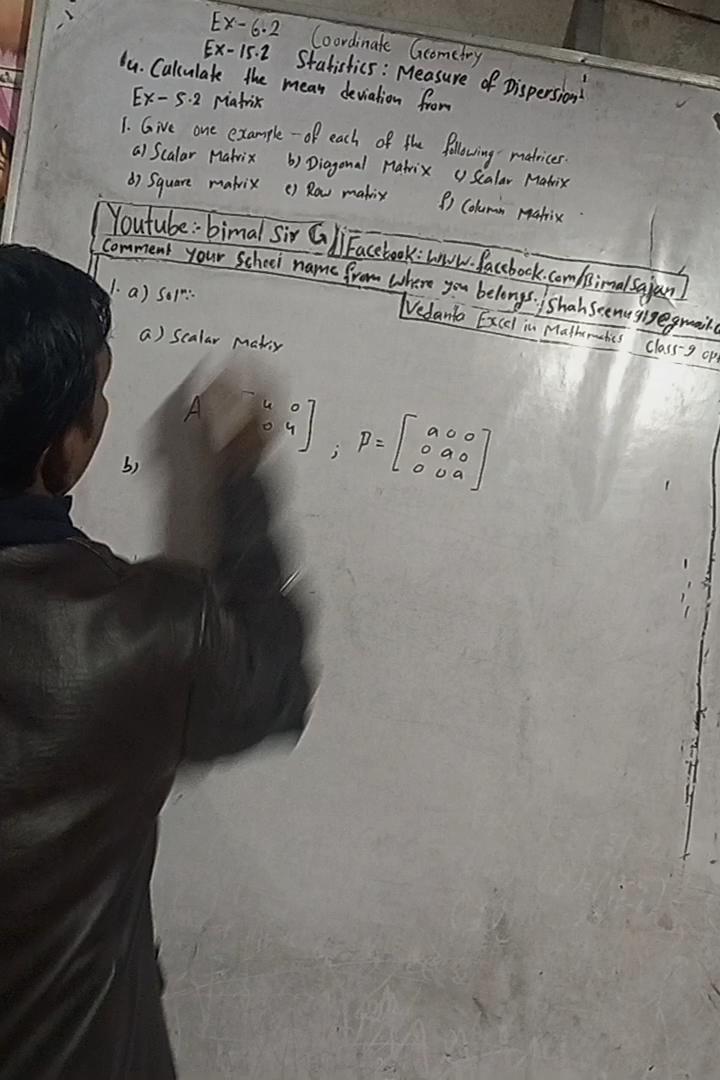 Ex-6.2 Coordinate Geometry
Ex-15.2 Statistics: Measure of Dispersion
4. Calculate the mean deviation from
Ex-5.2 Matrix
1. Give one example of each of the following matrices.
a) Scalar Matrix b) Diagonal Matrix c) Scalar Matrix
d) Square matrix e) Row matrix f) Column Matrix
Youtube:- bimal Sir G
Facebook: www.facebook.com/Bimalsajan
Comment your School name from where you belongs.
Shahseenu919@gmail.c
Vedanta Excel in Mathematics Class-9 op
1. a) Solⁿ:-
a) Scalar Matrix
A
4 0
0 4
; P =
a 0 0
0 a 0
0 0 a
b)